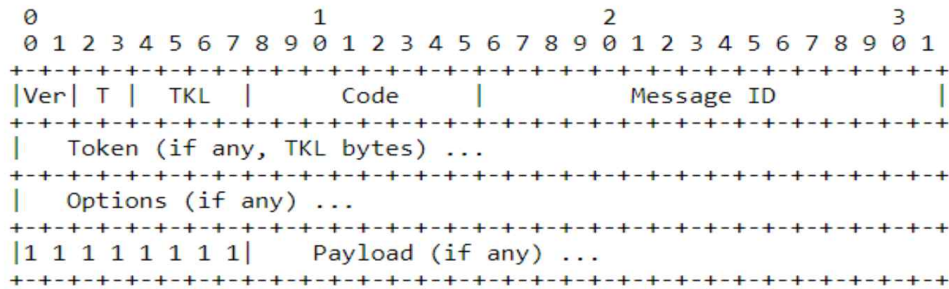 0                   1                   2                   3
0 1 2 3 4 5 6 7 8 9 0 1 2 3 4 5 6 7 8 9 0 1 2 3 4 5 6 7 8 9 0 1
+-+-+-+-+-+-+-+-+-+-+-+-+-+-+-+-+-+-+-+-+-+-+-+-+-+-+-+-+-+-+-+-+
|Ver| T |  TKL  |      Code     |          Message ID           |
+-+-+-+-+-+-+-+-+-+-+-+-+-+-+-+-+-+-+-+-+-+-+-+-+-+-+-+-+-+-+-+-+
|   Token (if any, TKL bytes) ...
+-+-+-+-+-+-+-+-+-+-+-+-+-+-+-+-+-+-+-+-+-+-+-+-+-+-+-+-+-+-+-+-+
|   Options (if any) ...
+-+-+-+-+-+-+-+-+-+-+-+-+-+-+-+-+-+-+-+-+-+-+-+-+-+-+-+-+-+-+-+-+
|1 1 1 1 1 1 1 1|    Payload (if any) ...
+-+-+-+-+-+-+-+-+-+-+-+-+-+-+-+-+-+-+-+-+-+-+-+-+-+-+-+-+-+-+-+-+